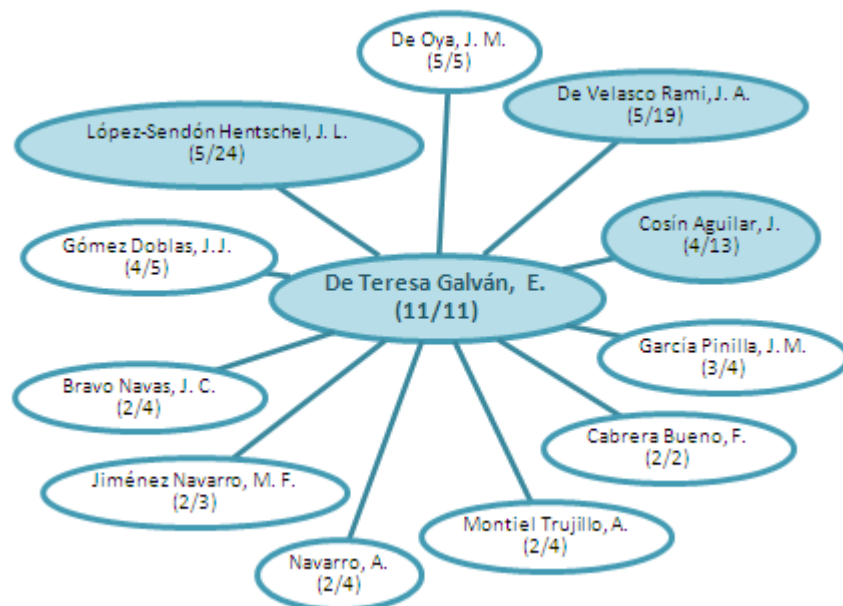 De Oya, J. M.
(5/5)
De Velasco Rami, J. A.
(5/19)
López-Sendón Hentschel, J. L.
(5/24)
Cosín Aguilar, J.
(4/13)
Gómez Doblas, J. J.
(4/5)
De Teresa Galván, E.
(11/11)
García Pinilla, J. M.
(3/4)
Bravo Navas, J. C.
(2/4)
Cabrera Bueno, F.
(2/2)
Jiménez Navarro, M. F.
(2/3)
Montiel Trujillo, A.
(2/4)
Navarro, A.
(2/4)